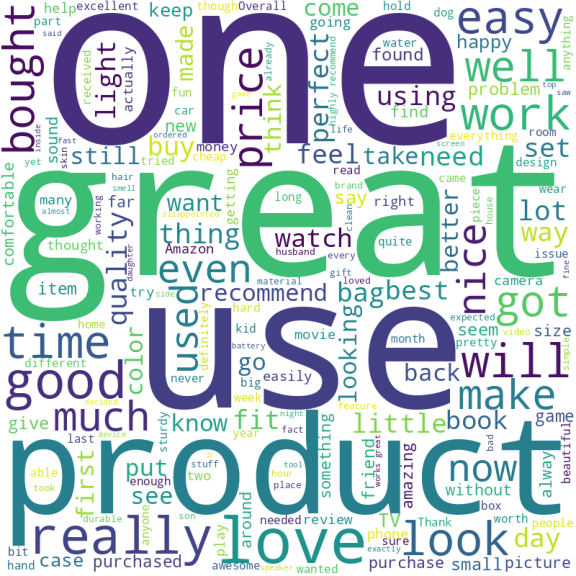 one
great
use
product
help
excellent
though
Overall
keep
come
hold
dog
easy
part
said
going
happy
anything
bought
received
light
actually
made
price
water
found
already
well
fun
think
perfect
highly recommend
using
problem
work
car
new
gave
find
life
top
saw
inside
fast
ordered
buy
money
cheap
everything
room
set
sound
yet
skin
tried
still
feel
take
need
screen
design
comfortable
hair
smell
read
brand
came
wear
many
almost
working
want
getting
long
say
right
better
piece
house
lot
thought
far
disappointed
thing
watch
clean
quite
nice
way
item
quality
daughter
Amazon
husband
every
issue
fine
try
side
even
material
gift
loved
bag
best
camera
expected
got
home
used
recommend
hard
seem
video
size
simple
time
color
definitely
kid
movie
month
looking
pretty
different
never
go
battery
easily
big
back
will
good
decided
week
feature
make
much
give
sturdy
know
fit
night
little
book
game
beautiful
last
device
year
fact
something
friend
amazing
bad
works great
first
able
took
put
enough
stuff
u
two
hour
tool
place
now
always
without
durable
see
anyone
son
play
around
needed
review
TV
phone
Thank
box
worth
people
really
love
look
day
bit
hand
case
purchased
awesome
speaker
wanted
sure
exactly
purchase
small
picture